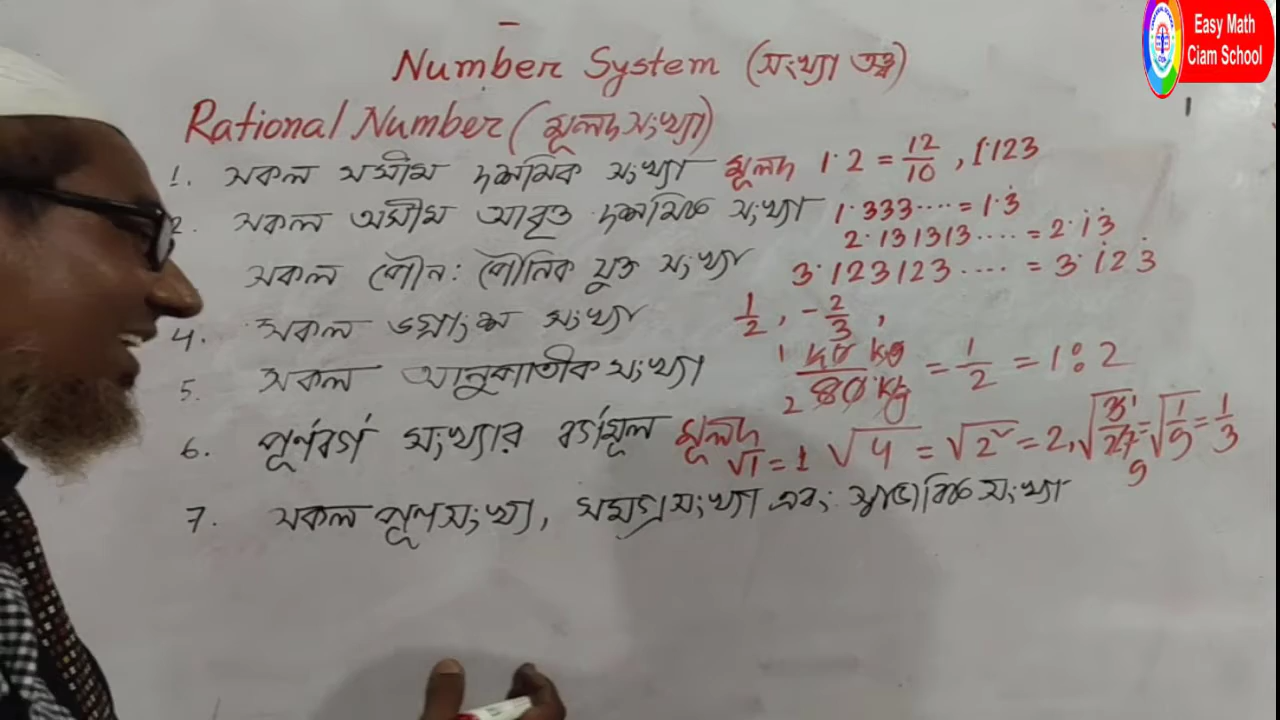 Easy Math
Ciam School
Number System (সংখ্যা তত্ত্ব)
Rational Number (মূলদ সংখ্যা)
1. সকল সসীম দশমিক সংখ্যা মূলদ 1·2 = 12/10 , 1·123
2. সকল অসীম আবৃত্ত দশমিক সংখ্যা 1·333.... = 1·3̇
2·131313.... = 2·1̇3̇
সকল পৌনঃপৌনিক যুক্ত সংখ্যা 3·123123.... = 3·1̇23̇
4. সকল ভগ্নাংশ সংখ্যা 1/2 , -2/3 ,
5. সকল আনুপাতীক সংখ্যা 40 kg/80 kg = 1/2 = 1:2
6. পূর্ণবর্গ সংখ্যার বর্গমূল মূলদ √1 = 1 √4 = √2² = 2, √3/27 = √1/9 = 1/3
7. সকল পূর্ণসংখ্যা, সমগ্রসংখ্যা এবং স্বাভাবিক সংখ্যা